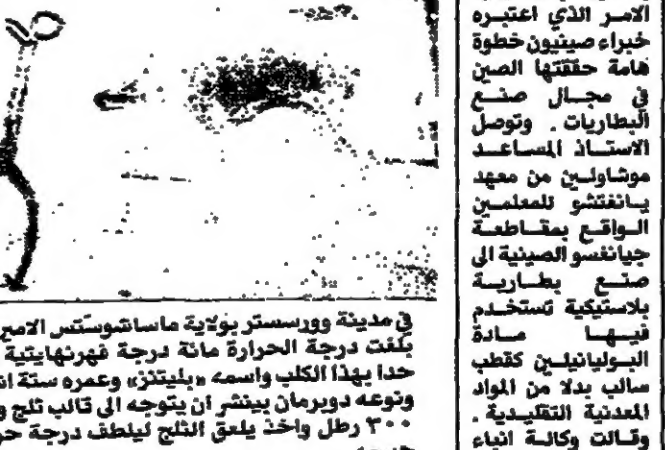 الامر الذي اعتبره
خبراء صينيون خطوة
هامة حققتها الصين
في مجال صنع
البطاريات . وتوصل
الاستاذ المساعد
موشاولين من معهد
يانغتشو للمعلمين
الواقع بمقاطعة
جيانغسو الصينية الى
صنع بطارية
بلاستيكية تستخدم
فيها مادة
البوليانيلين كقطب
سالب بدلا من المواد
المعدنية التقليدية .
وقالت وكالة انباء
في مدينة وورسستر بولاية ماساشوستس الامير
بلغت درجة الحرارة مائة درجة فهرنهايتية
حدا بهذا الكلب واسمه «بليتنز» وعمره ستة
ونوعه دوبرمان بينشر ان يتوجه الى قالب ثلج
٣٠٠ رطل واخذ يلعق الثلج ليلطف درجة